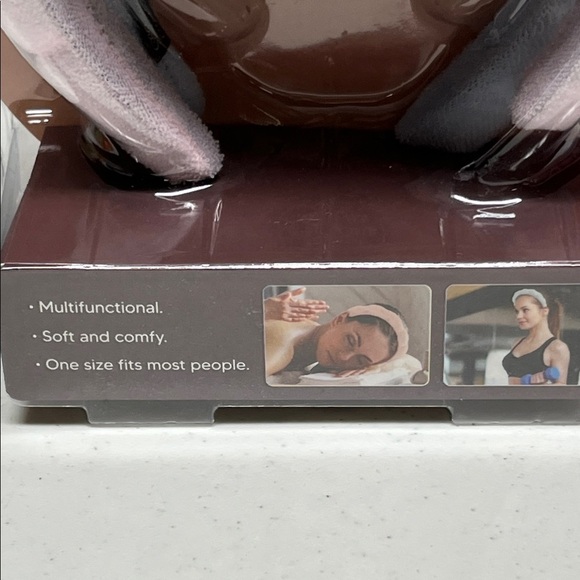 • Multifunctional.
• Soft and comfy.
• One size fits most people.